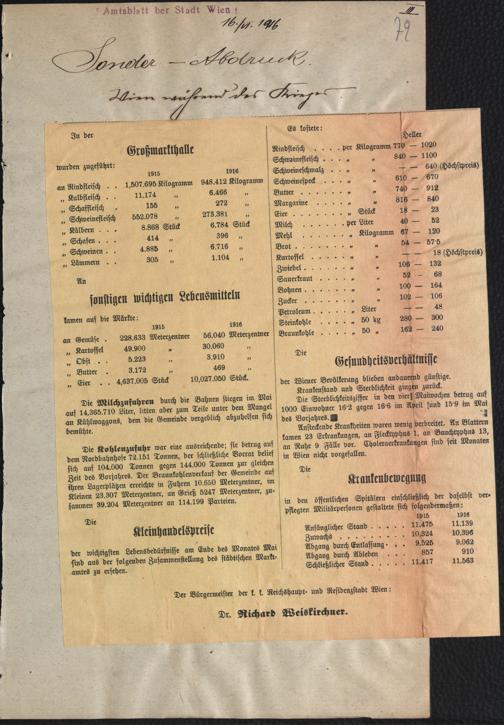 Amtsblatt der Stadt Wien
16./VI. 1916
III
79
Sonder - Abdruck.
Wien während des Krieges
In der
Großmarkthalle
wurden zugeführt:
1915 1916
an Rindfleisch . . 1,507.695 Kilogramm 948.412 Kilogramm
„ Kalbfleisch . . 11.174 „ 6.466 „
„ Schaffleisch . . 155 „ 272 „
„ Schweinefleisch 552.078 „ 273.381 „
„ Kälbern . . . 8.868 Stück 6.784 Stück
„ Schafen . . . 414 „ 396 „
„ Schweinen . . 4.885 „ 6.716 „
„ Lämmern . . 305 „ 1.104 „
An
sonstigen wichtigen Lebensmitteln
kamen auf die Märkte:
1915 1916
an Gemüse . . 228.633 Meterzentner 56.040 Meterzentner
„ Kartoffel 49.900 „ 30.060 „
„ Obst . . . 5.223 „ 3.910 „
„ Butter . . 3.172 „ 469 „
„ Eier . . 4,637.005 Stück 10,027.050 Stück.
Die Milchzufuhren durch die Bahnen stiegen im Mai
auf 14,365.710 Liter, litten aber zum Teile unter dem Mangel
an Kühlwaggons, dem die Gemeinde vergeblich abzuhelfen sich
bemühte.
Die Kohlenzufuhr war eine ausreichende; sie betrug auf
dem Nordbahnhofe 72.151 Tonnen, der schließliche Vorrat belief
sich auf 104.000 Tonnen gegen 144.000 Tonnen zur gleichen
Zeit des Vorjahres. Der Braunkohlenverkauf der Gemeinde auf
ihren Lagerplätzen erreichte in Fuhren 10.650 Meterzentner, im
Kleinen 23.307 Meterzentner, an Grieß 5247 Meterzentner, zu-
sammen 39.204 Meterzentner an 114.199 Parteien.
Die
Kleinhandelspreise
der wichtigsten Lebensbedürfnisse am Ende des Monates Mai
sind aus der folgenden Zusammenstellung des städtischen Markt-
amtes zu ersehen.
Es kostete:
Heller
Rindfleisch . . . . . per Kilogramm 770 — 1020
Schweinefleisch . . . „ „ 840 — 1100
Schweineschmalz . . „ „ — — 640 (Höchstpreis)
Schweinespeck . . . „ „ 610 — 670
Butter . . . . . . . „ „ 740 — 912
Margarine . . . . . „ „ 816 — 840
Eier . . . . . . . . „ Stück 18 — 23
Milch . . . . . . . per Liter 40 — 52
Mehl . . . . . . . „ Kilogramm 67 — 120
Brot . . . . . . . . „ „ 54 — 57·5
Kartoffel . . . . . . „ „ — — 18 (Höchstpreis)
Zwiebel . . . . . . „ „ 106 — 132
Sauerkraut . . . . . „ „ 52 — 68
Bohnen . . . . . . „ „ 100 — 164
Zucker . . . . . . . „ „ 102 — 106
Petroleum . . . . . „ Liter — — 48
Steinkohle . . . . . „ 50 kg 280 — 300
Braunkohle . . . . . „ 50 „ 162 — 240
Die
Gesundheitsverhältnisse
der Wiener Bevölkerung blieben andauernd günstige.
Krankenstand und Sterblichkeit gingen zurück.
Die Sterblichkeitsziffer in den vier Maiwochen betrug auf
1000 Einwohner 16·2 gegen 16·6 im April und 15·9 im Mai
des Vorjahres.
Ansteckende Krankheiten waren wenig verbreitet. An Blattern
kamen 23 Erkrankungen, an Flecktyphus 1, an Bauchtyphus 13,
an Ruhr 9 Fälle vor. Choleraerkrankungen sind seit Monaten
in Wien nicht vorgefallen.
Die
Krankenbewegung
in den öffentlichen Spitälern einschließlich der daselbst ver-
pflegten Militärpersonen gestaltete sich folgendermaßen:
1915 1916
Anfänglicher Stand . . . . . 11.475 11.139
Zuwachs . . . . . . . . . 10.324 10.396
Abgang durch Entlassung . . . 9.525 9.062
Abgang durch Ableben . . . . 857 910
Schließlicher Stand . . . . . 11.417 11.563
Der Bürgermeister der k. k. Reichshaupt- und Residenzstadt Wien:
Dr. Richard Weiskirchner.